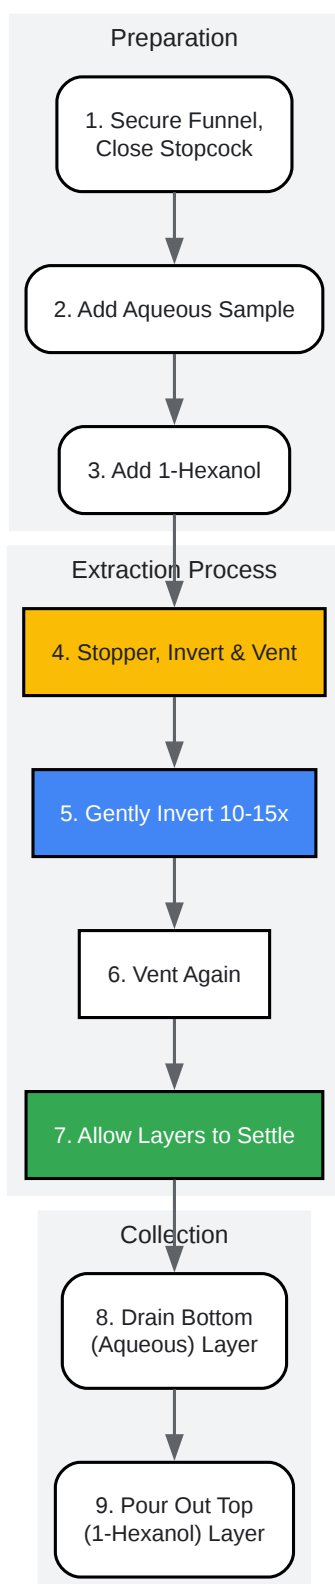 Preparation
1. Secure Funnel,
Close Stopcock
2. Add Aqueous Sample
3. Add 1-Hexanol
Extraction Process
4. Stopper, Invert & Vent
5. Gently Invert 10-15x
6. Vent Again
7. Allow Layers to Settle
Collection
8. Drain Bottom
(Aqueous) Layer
9. Pour Out Top
(1-Hexanol) Layer